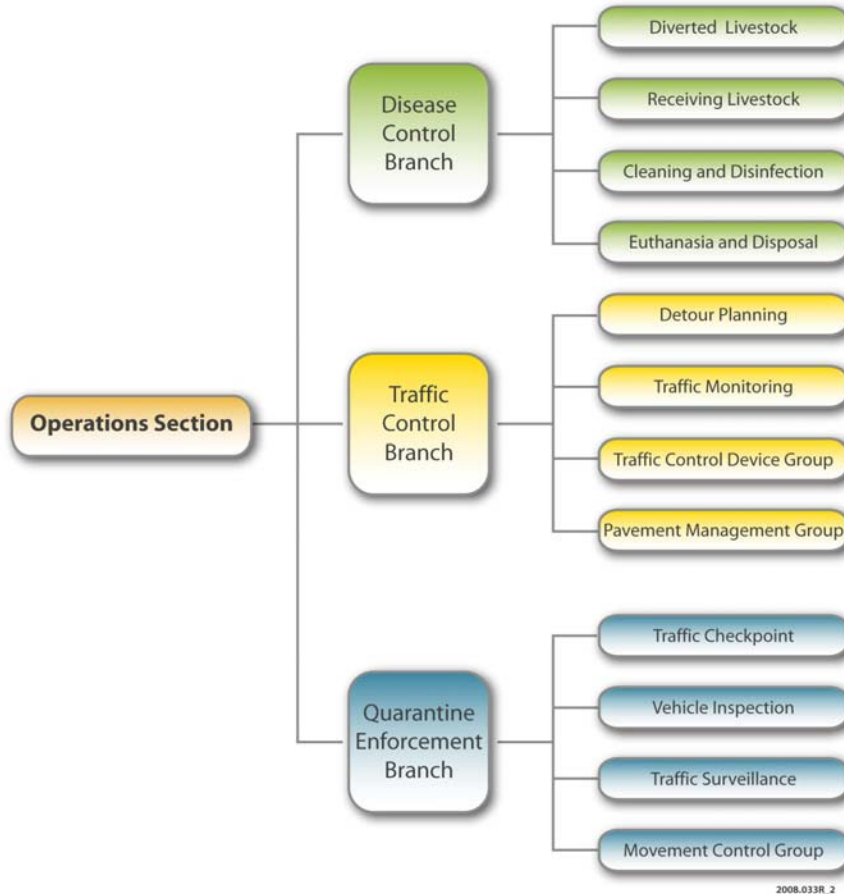 Operations Section
Disease
Control
Branch
Diverted Livestock
Receiving Livestock
Cleaning and Disinfection
Euthanasia and Disposal
Traffic
Control
Branch
Detour Planning
Traffic Monitoring
Traffic Control Device Group
Pavement Management Group
Quarantine
Enforcement
Branch
Traffic Checkpoint
Vehicle Inspection
Traffic Surveillance
Movement Control Group
2008.033R_2